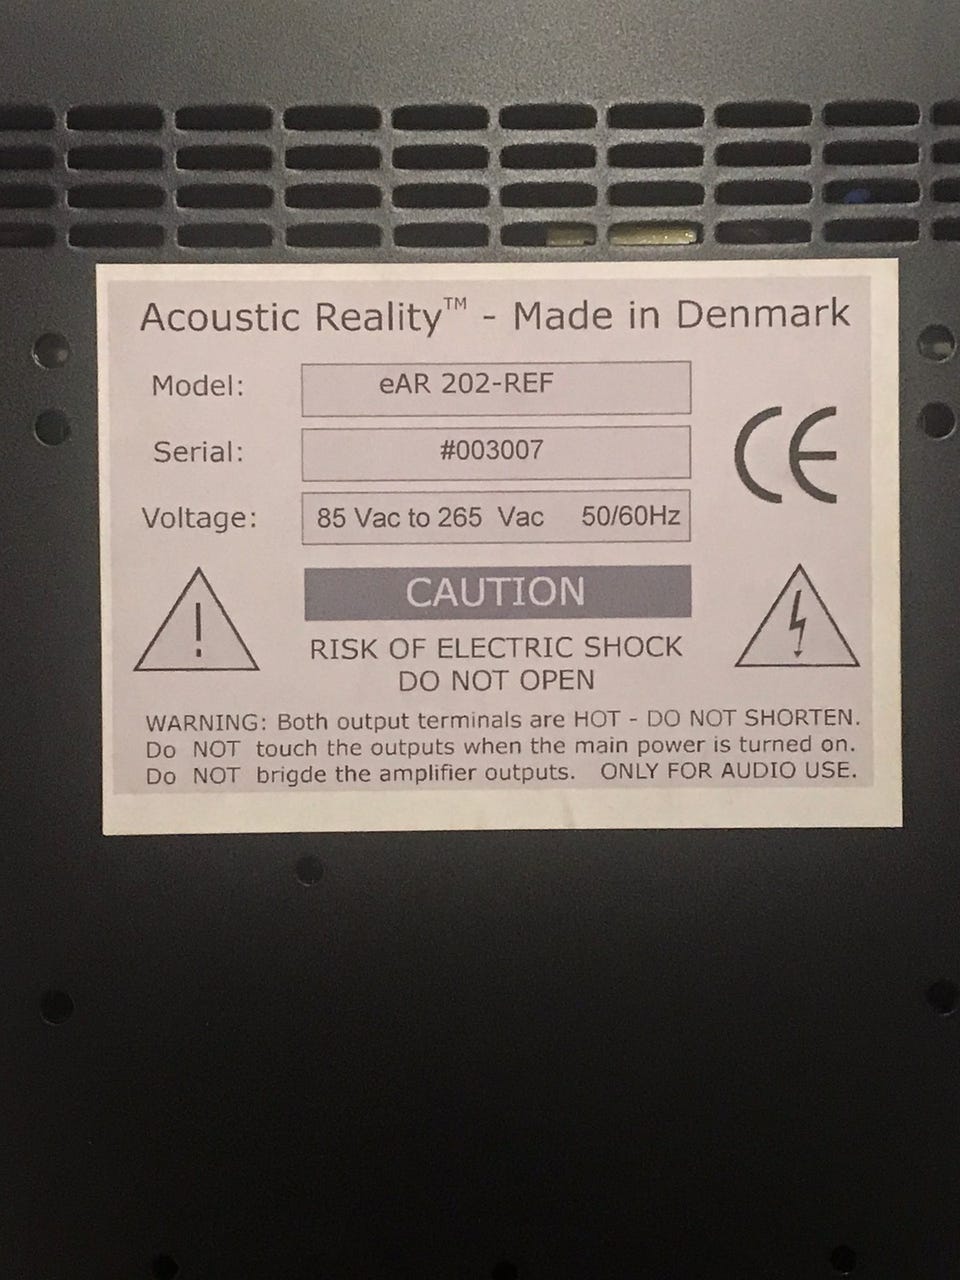 Acoustic Reality™ - Made in Denmark
Model: eAR 202-REF
Serial: #003007
Voltage: 85 Vac to 265 Vac 50/60Hz
CE
CAUTION
RISK OF ELECTRIC SHOCK
DO NOT OPEN
WARNING: Both output terminals are HOT - DO NOT SHORTEN.
Do NOT touch the outputs when the main power is turned on.
Do NOT brigde the amplifier outputs. ONLY FOR AUDIO USE.